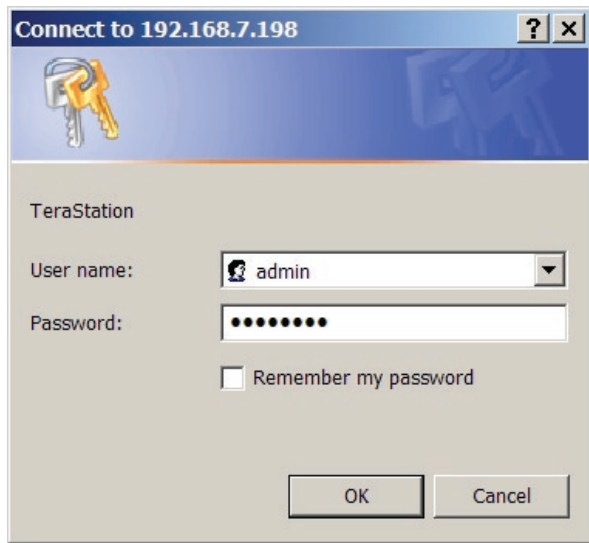 Connect to 192.168.7.198
TeraStation
User name: admin
Password: ••••••••
Remember my password
OK Cancel